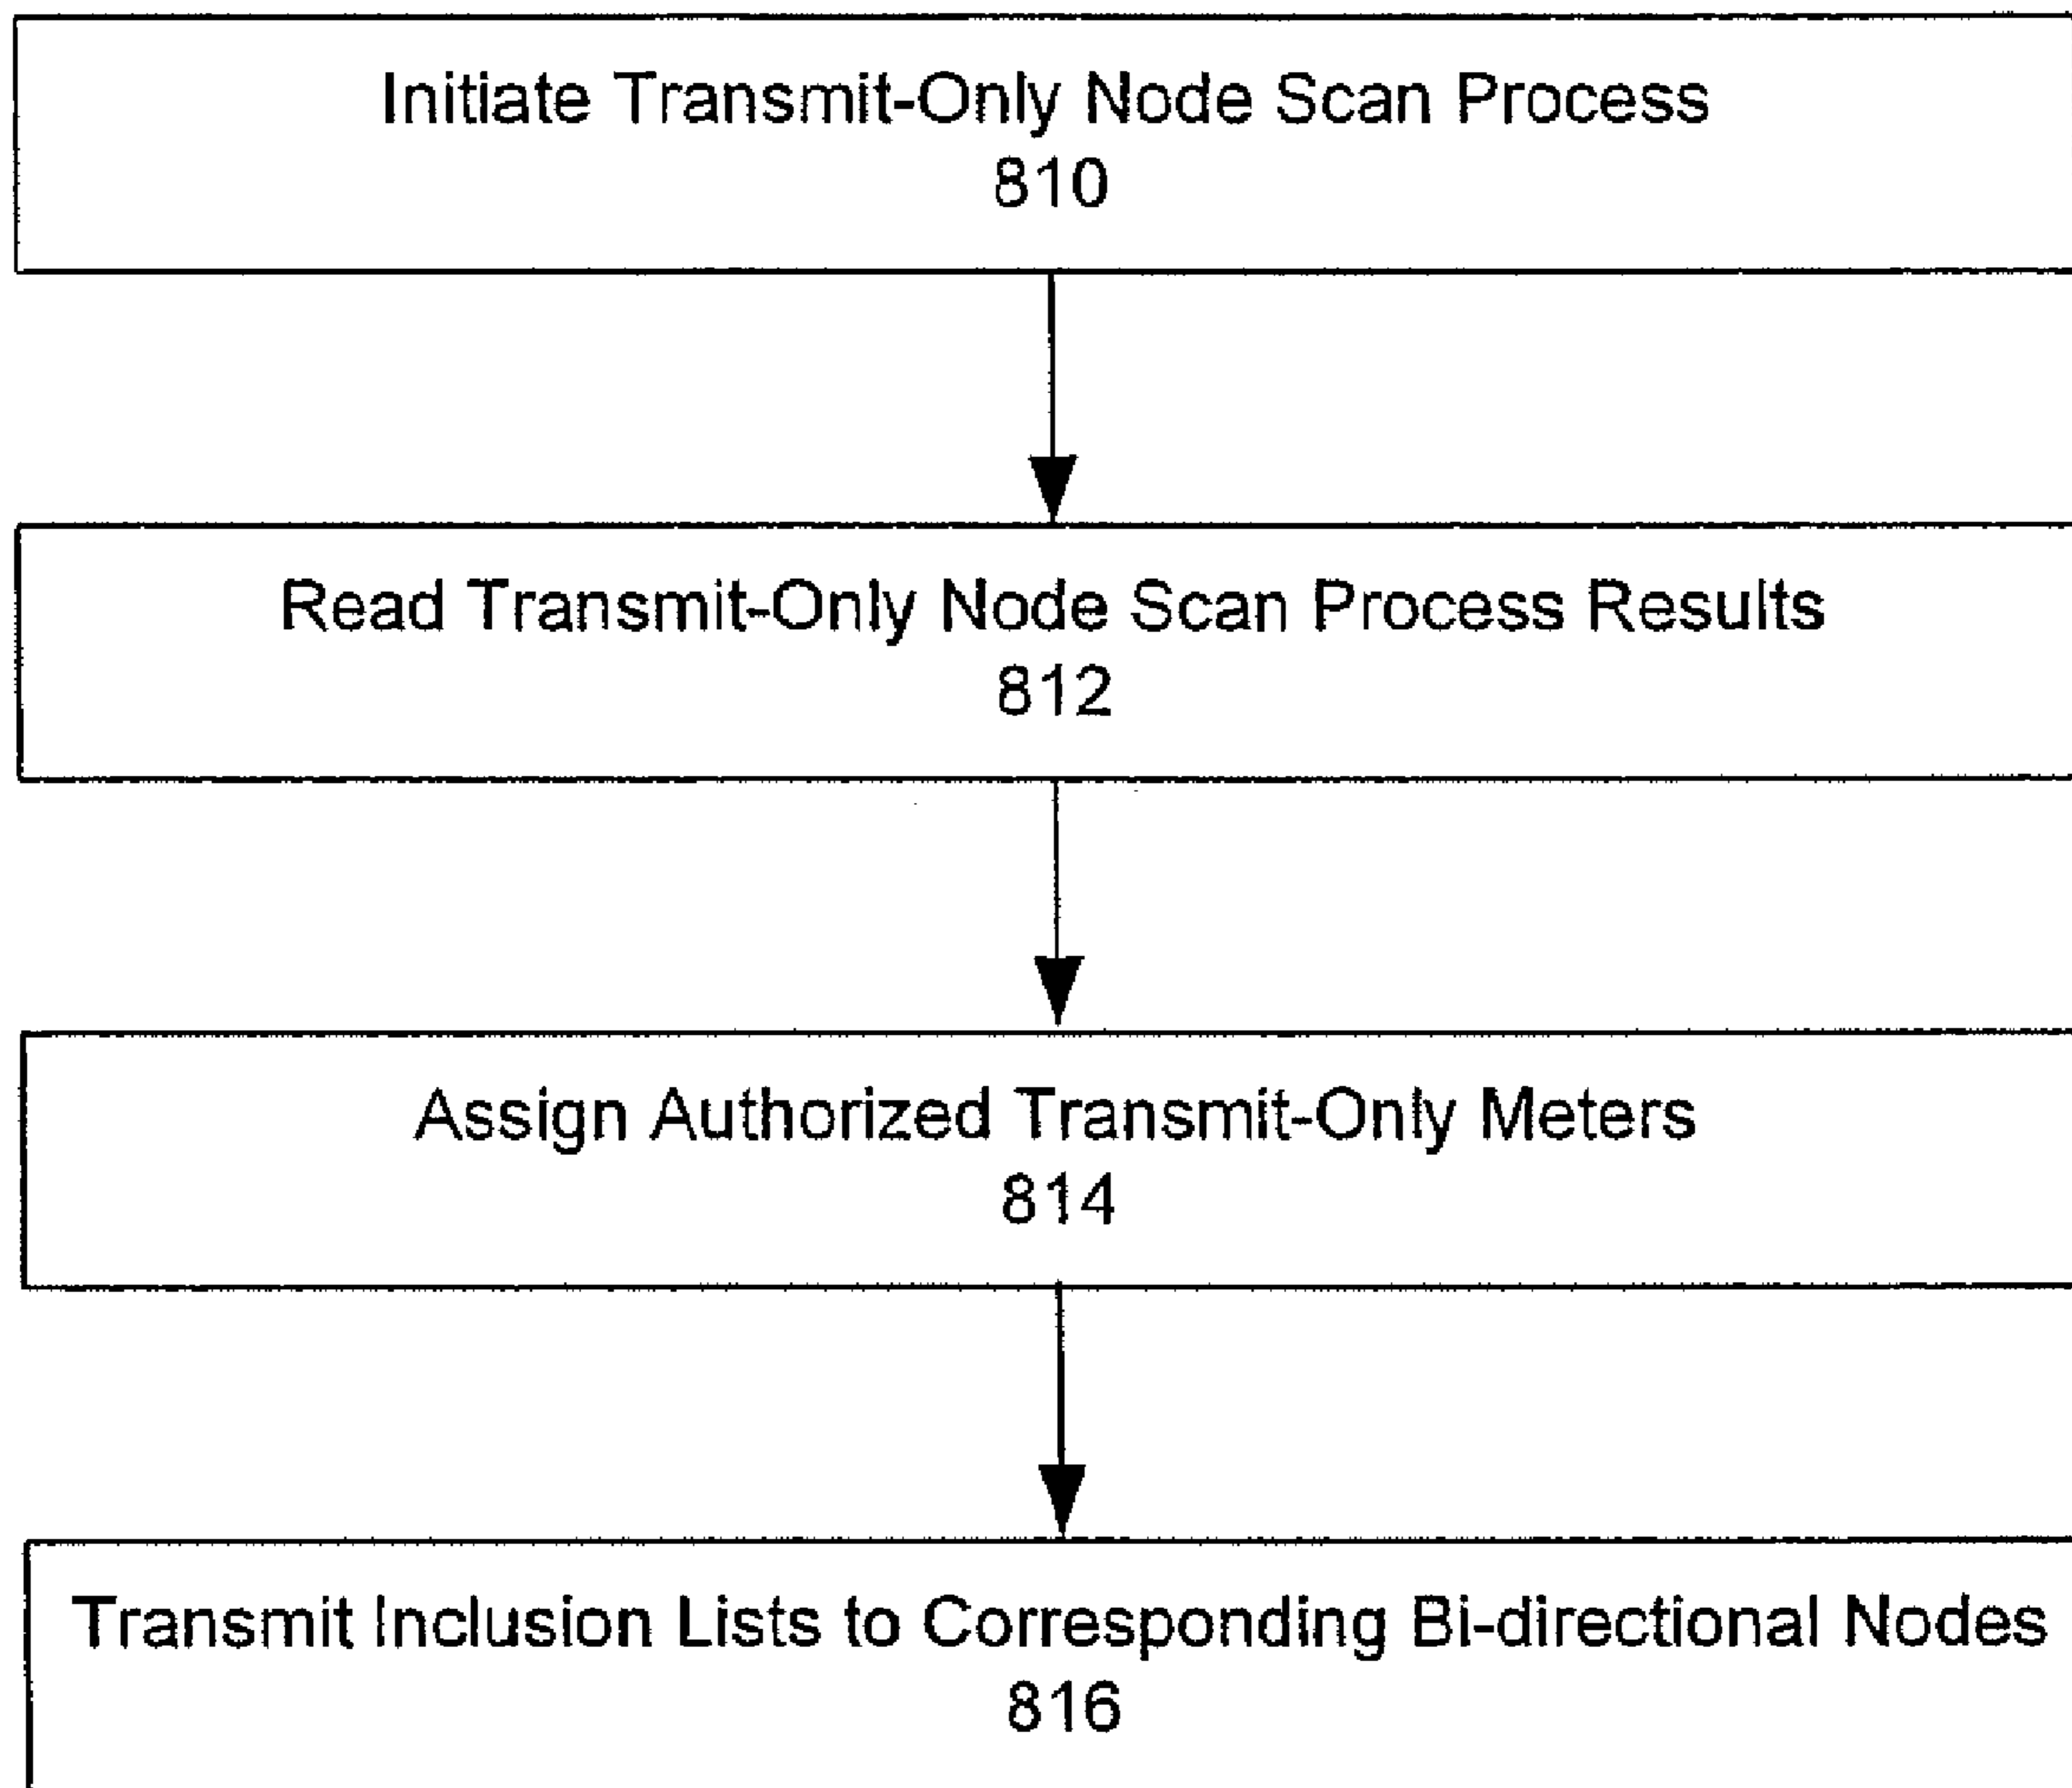 Initiate Transmit-Only Node Scan Process
810
Read Transmit-Only Node Scan Process Results
812
Assign Authorized Transmit-Only Meters
814
Transmit Inclusion Lists to Corresponding Bi-directional Nodes
816